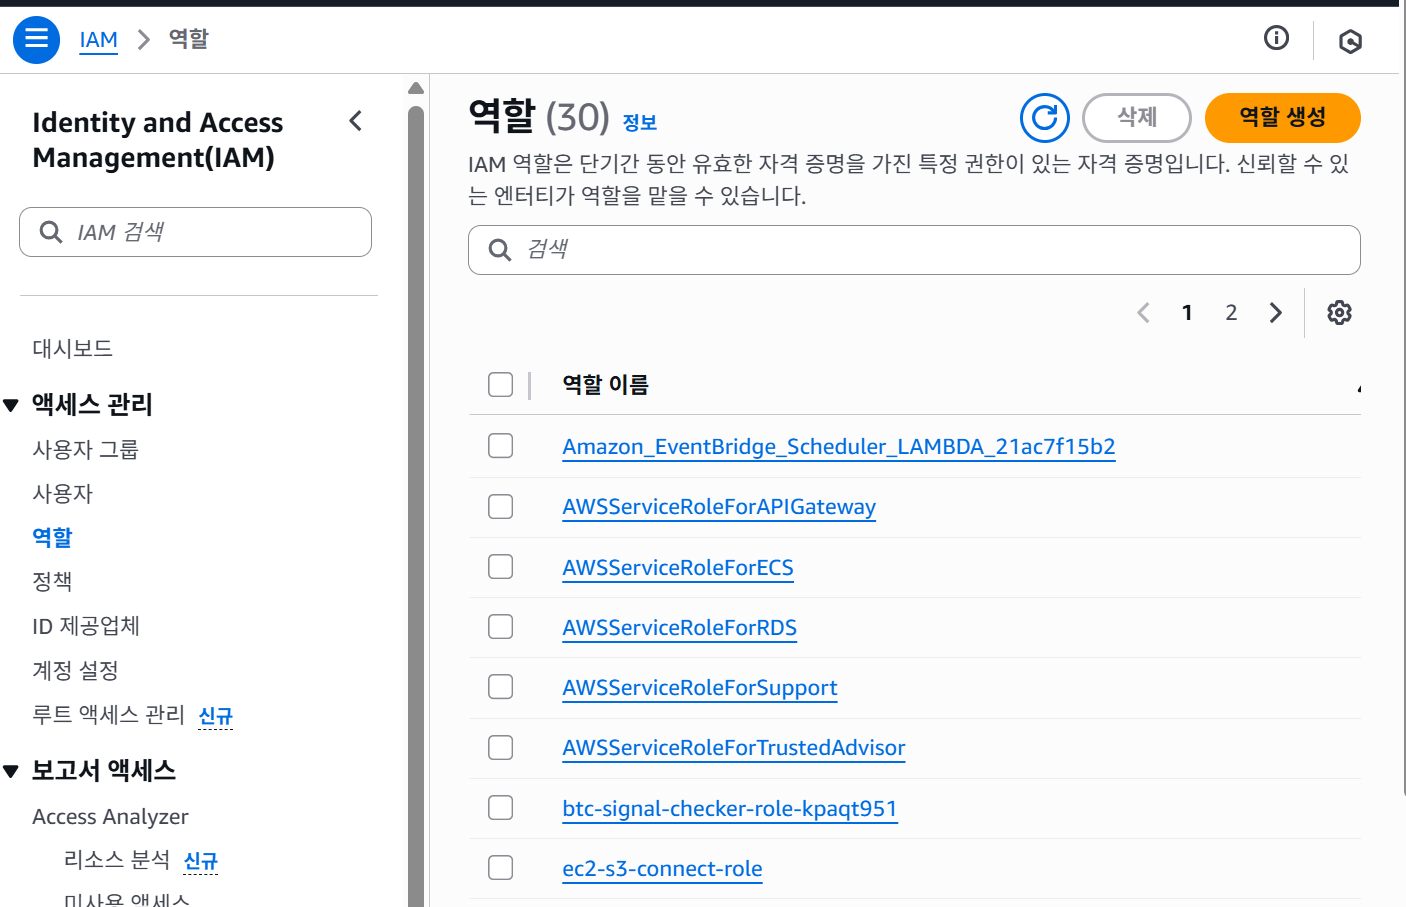 IAM > 역할
Identity and Access
Management(IAM)
IAM 검색
대시보드
액세스 관리
사용자 그룹
사용자
역할
정책
ID 제공업체
계정 설정
루트 액세스 관리 신규
보고서 액세스
Access Analyzer
리소스 분석 신규
미사용 액세스
역할 (30) 정보
삭제
역할 생성
IAM 역할은 단기간 동안 유효한 자격 증명을 가진 특정 권한이 있는 자격 증명입니다. 신뢰할 수 있
는 엔터티가 역할을 맡을 수 있습니다.
검색
1 2
역할 이름
Amazon_EventBridge_Scheduler_LAMBDA_21ac7f15b2
AWSServiceRoleForAPIGateway
AWSServiceRoleForECS
AWSServiceRoleForRDS
AWSServiceRoleForSupport
AWSServiceRoleForTrustedAdvisor
btc-signal-checker-role-kpaqt951
ec2-s3-connect-role